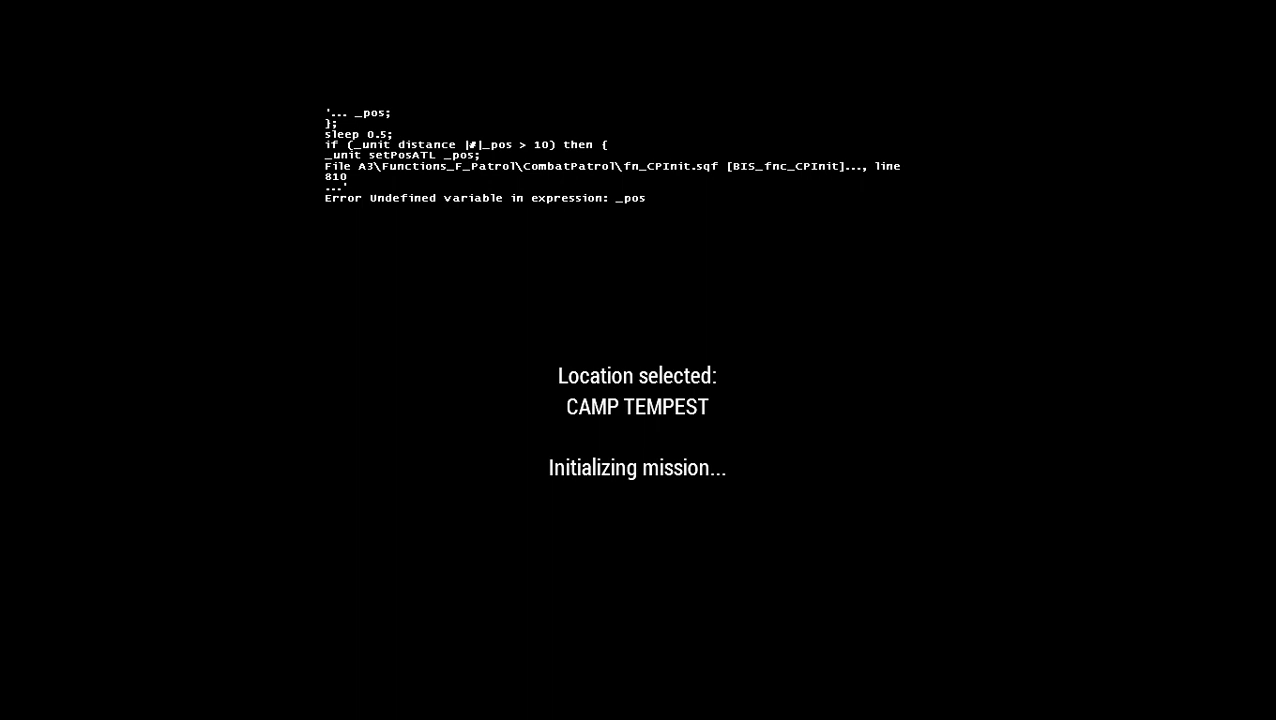 '... _pos;
};
sleep 0.5;
if (_unit distance |#|_pos > 10) then {
_unit setPosATL _pos;
File A3\Functions_F_Patrol\CombatPatrol\fn_CPInit.sqf [BIS_fnc_CPInit]..., line
810
...'
Error Undefined variable in expression: _pos
Location selected:
CAMP TEMPEST
Initializing mission...